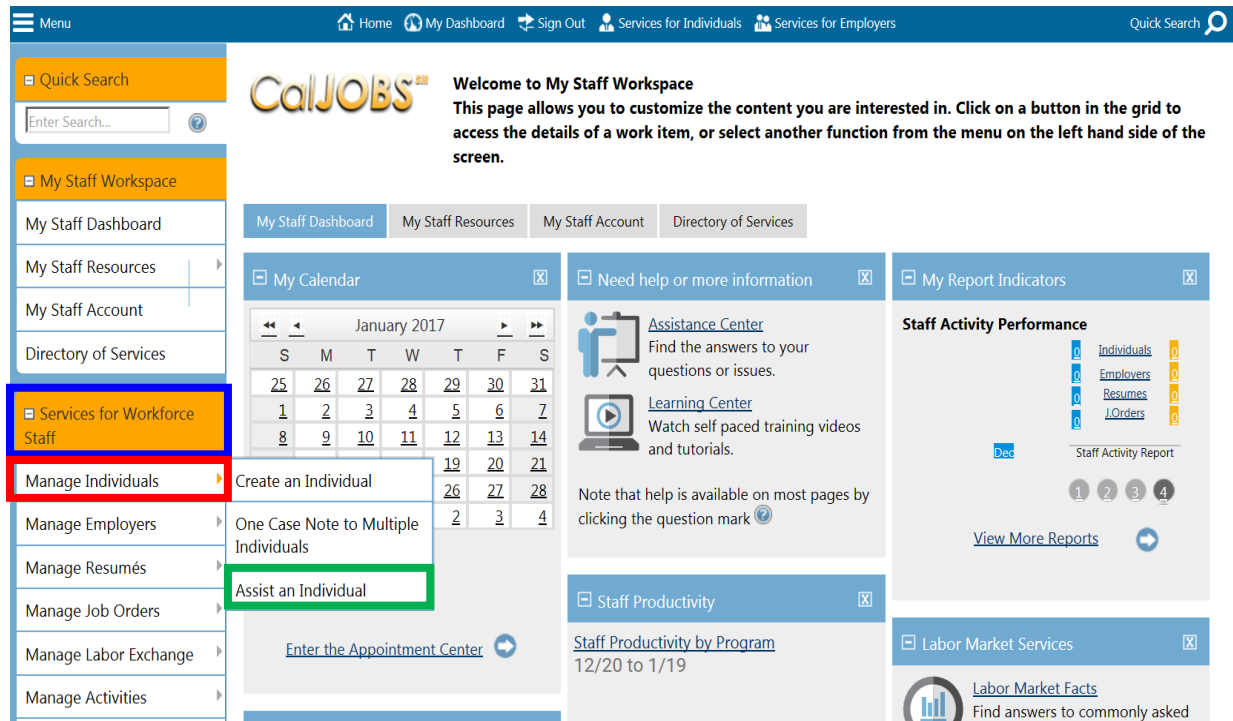 Menu
Home My Dashboard Sign Out Services for Individuals Services for Employers
Quick Search
Quick Search
Enter Search...
My Staff Workspace
My Staff Dashboard
My Staff Resources
My Staff Account
Directory of Services
Services for Workforce
Staff
Manage Individuals
Manage Employers
Manage Resumés
Manage Job Orders
Manage Labor Exchange
Manage Activities
Create an Individual
One Case Note to Multiple
Individuals
Assist an Individual
CalJOBS SM
Welcome to My Staff Workspace
This page allows you to customize the content you are interested in. Click on a button in the grid to
access the details of a work item, or select another function from the menu on the left hand side of the
screen.
My Staff Dashboard My Staff Resources My Staff Account Directory of Services
My Calendar X
January 2017
S M T W T F S
25 26 27 28 29 30 31
1 2 3 4 5 6 7
8 9 10 11 12 13 14
19 20 21
26 27 28
2 3 4
Enter the Appointment Center
Need help or more information X
Assistance Center
Find the answers to your
questions or issues.
Learning Center
Watch self paced training videos
and tutorials.
Note that help is available on most pages by
clicking the question mark ?
Staff Productivity X
Staff Productivity by Program
12/20 to 1/19
My Report Indicators X
Staff Activity Performance
0 Individuals 0
0 Employers 0
0 Resumes 0
0 J.Orders 0
Dec Staff Activity Report
1 2 3 4
View More Reports
Labor Market Services X
Labor Market Facts
Find answers to commonly asked